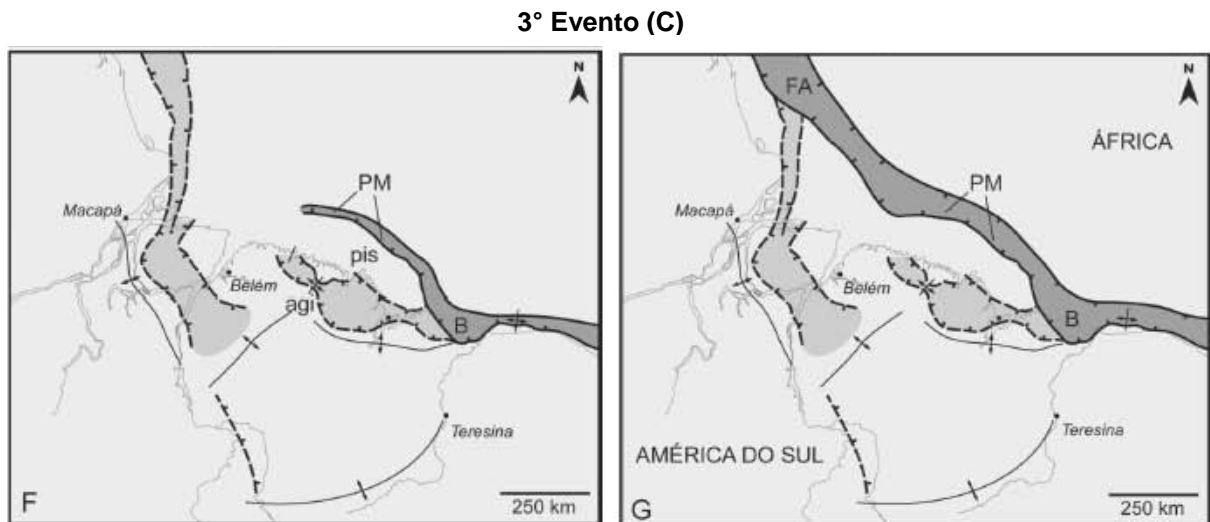 3° Evento (C)
N
PM
Macapá
pis
Belém
agi
B
Teresina
F
250 km
N
FA
ÁFRICA
PM
Macapá
Belém
B
Teresina
AMÉRICA DO SUL
G
250 km